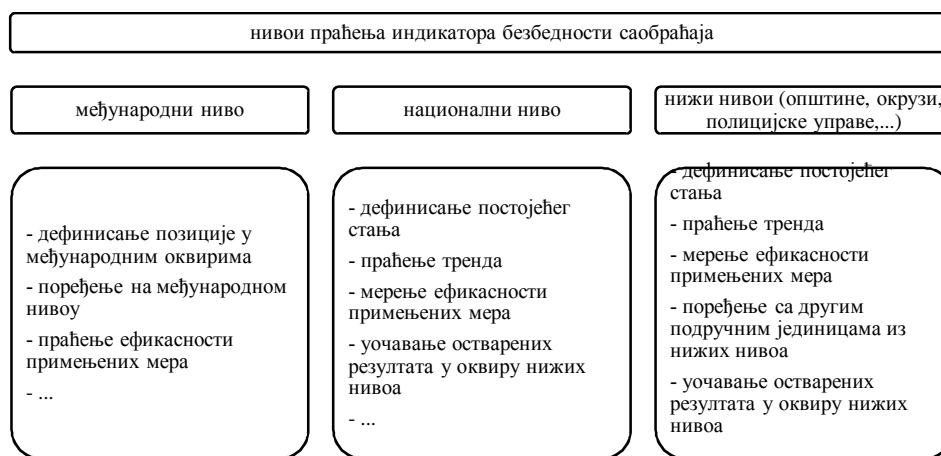 нивои праћења индикатора безбедности саобраћаја
међународни ниво
национални ниво
нижи нивои (општине, окрузи,
полицијске управе,...)
- дефинисање позиције у
међународним оквирима
- поређење на међународном
нивоу
- праћење ефикасности
примењених мера
- ...
- дефинисање постојећег
стања
- праћење тренда
- мерење ефикасности
примењених мера
- уочавање остварених
резултата у оквиру нижих
нивоа
- ...
- дефинисање постојећег
стања
- праћење тренда
- мерење ефикасности
примењених мера
- поређење са другим
подручним јединицама из
нижих нивоа
- уочавање остварених
резултата у оквиру нижих
нивоа